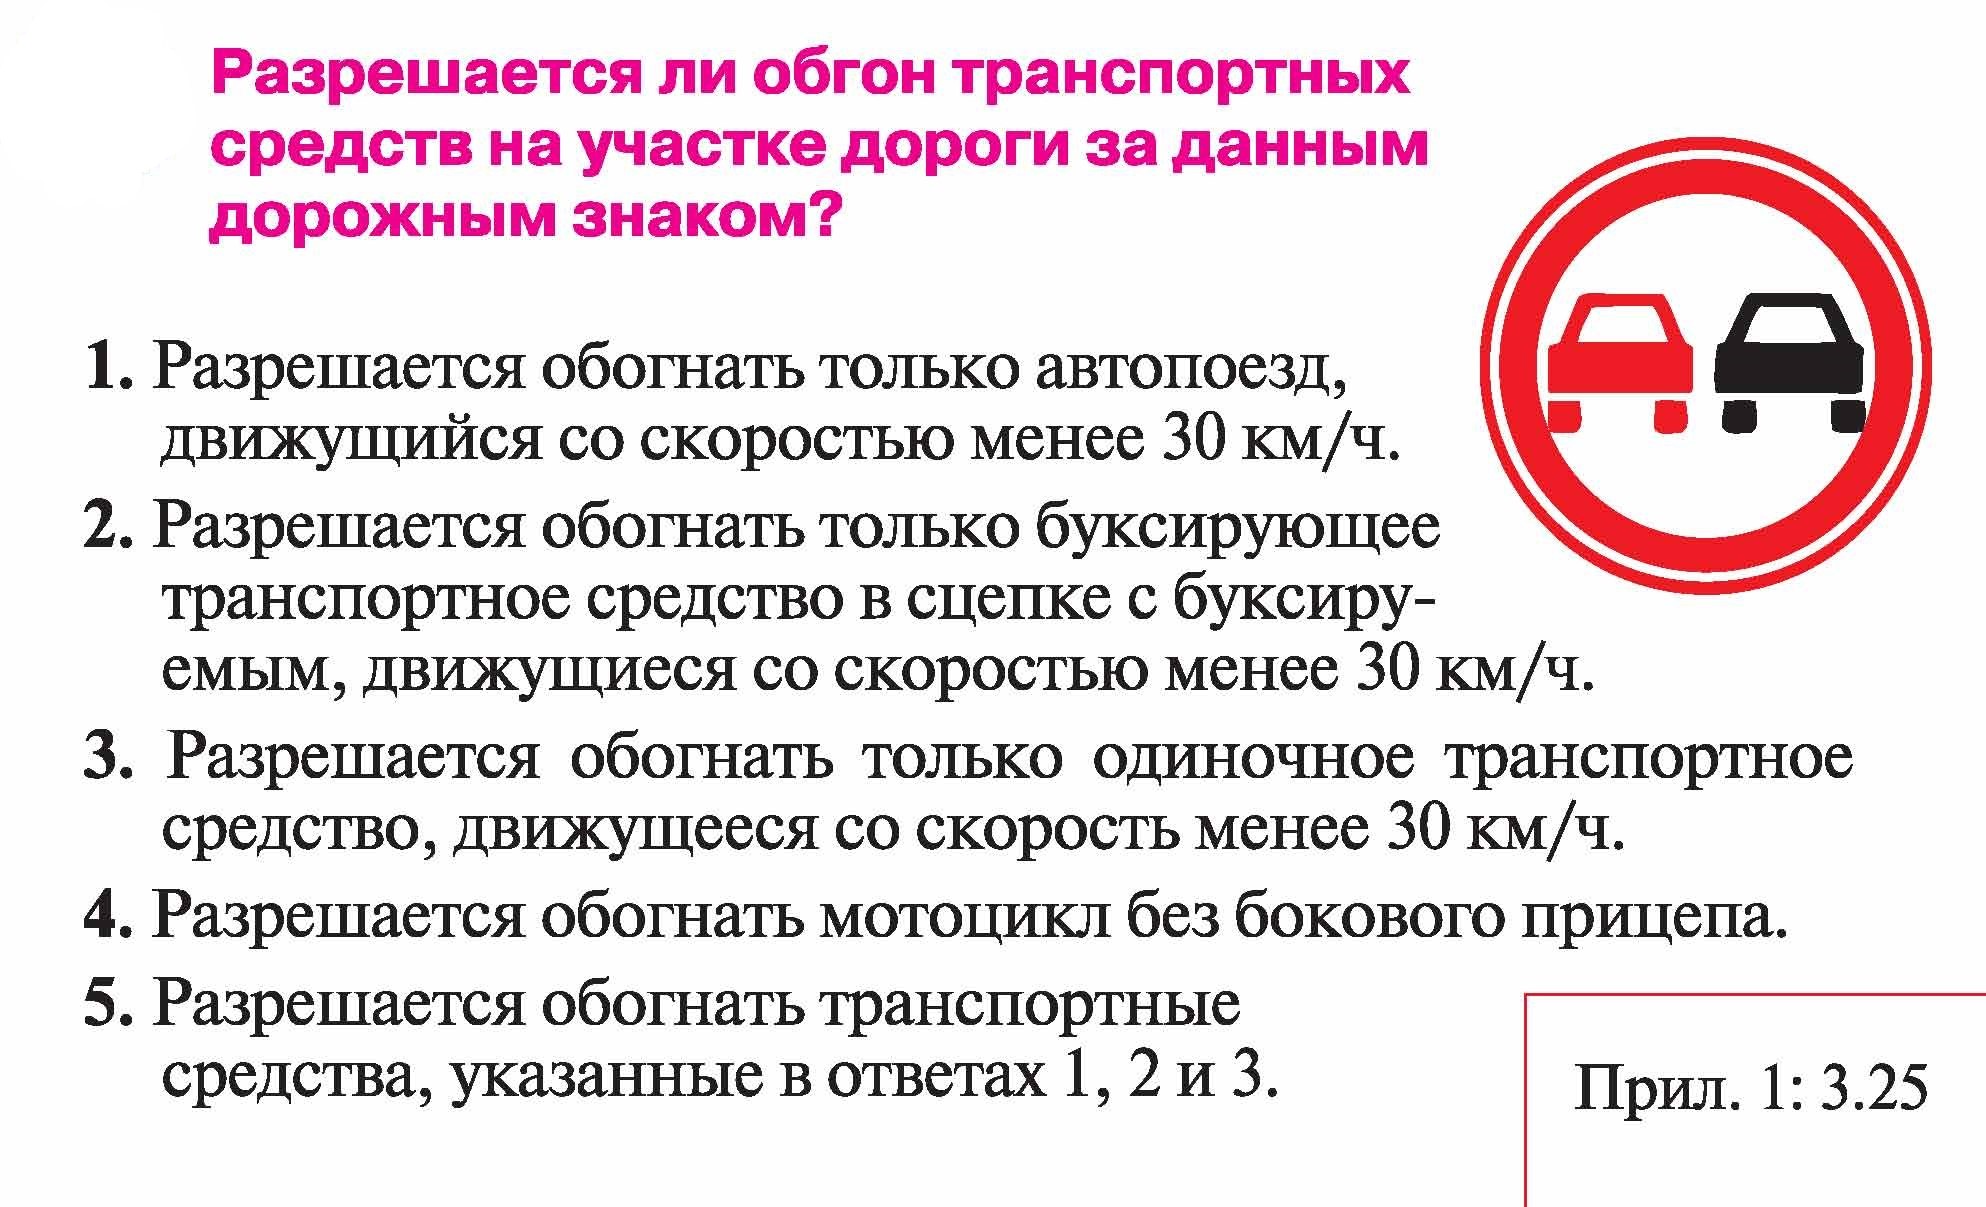 Разрешается ли обгон транспортных
средств на участке дороги за данным
дорожным знаком?
1. Разрешается обогнать только автопоезд,
движущийся со скоростью менее 30 км/ч.
2. Разрешается обогнать только буксирующее
транспортное средство в сцепке с буксиру-
емым, движущиеся со скоростью менее 30 км/ч.
3. Разрешается обогнать только одиночное транспортное
средство, движущееся со скорость менее 30 км/ч.
4. Разрешается обогнать мотоцикл без бокового прицепа.
5. Разрешается обогнать транспортные
средства, указанные в ответах 1, 2 и 3.
Прил. 1: 3.25